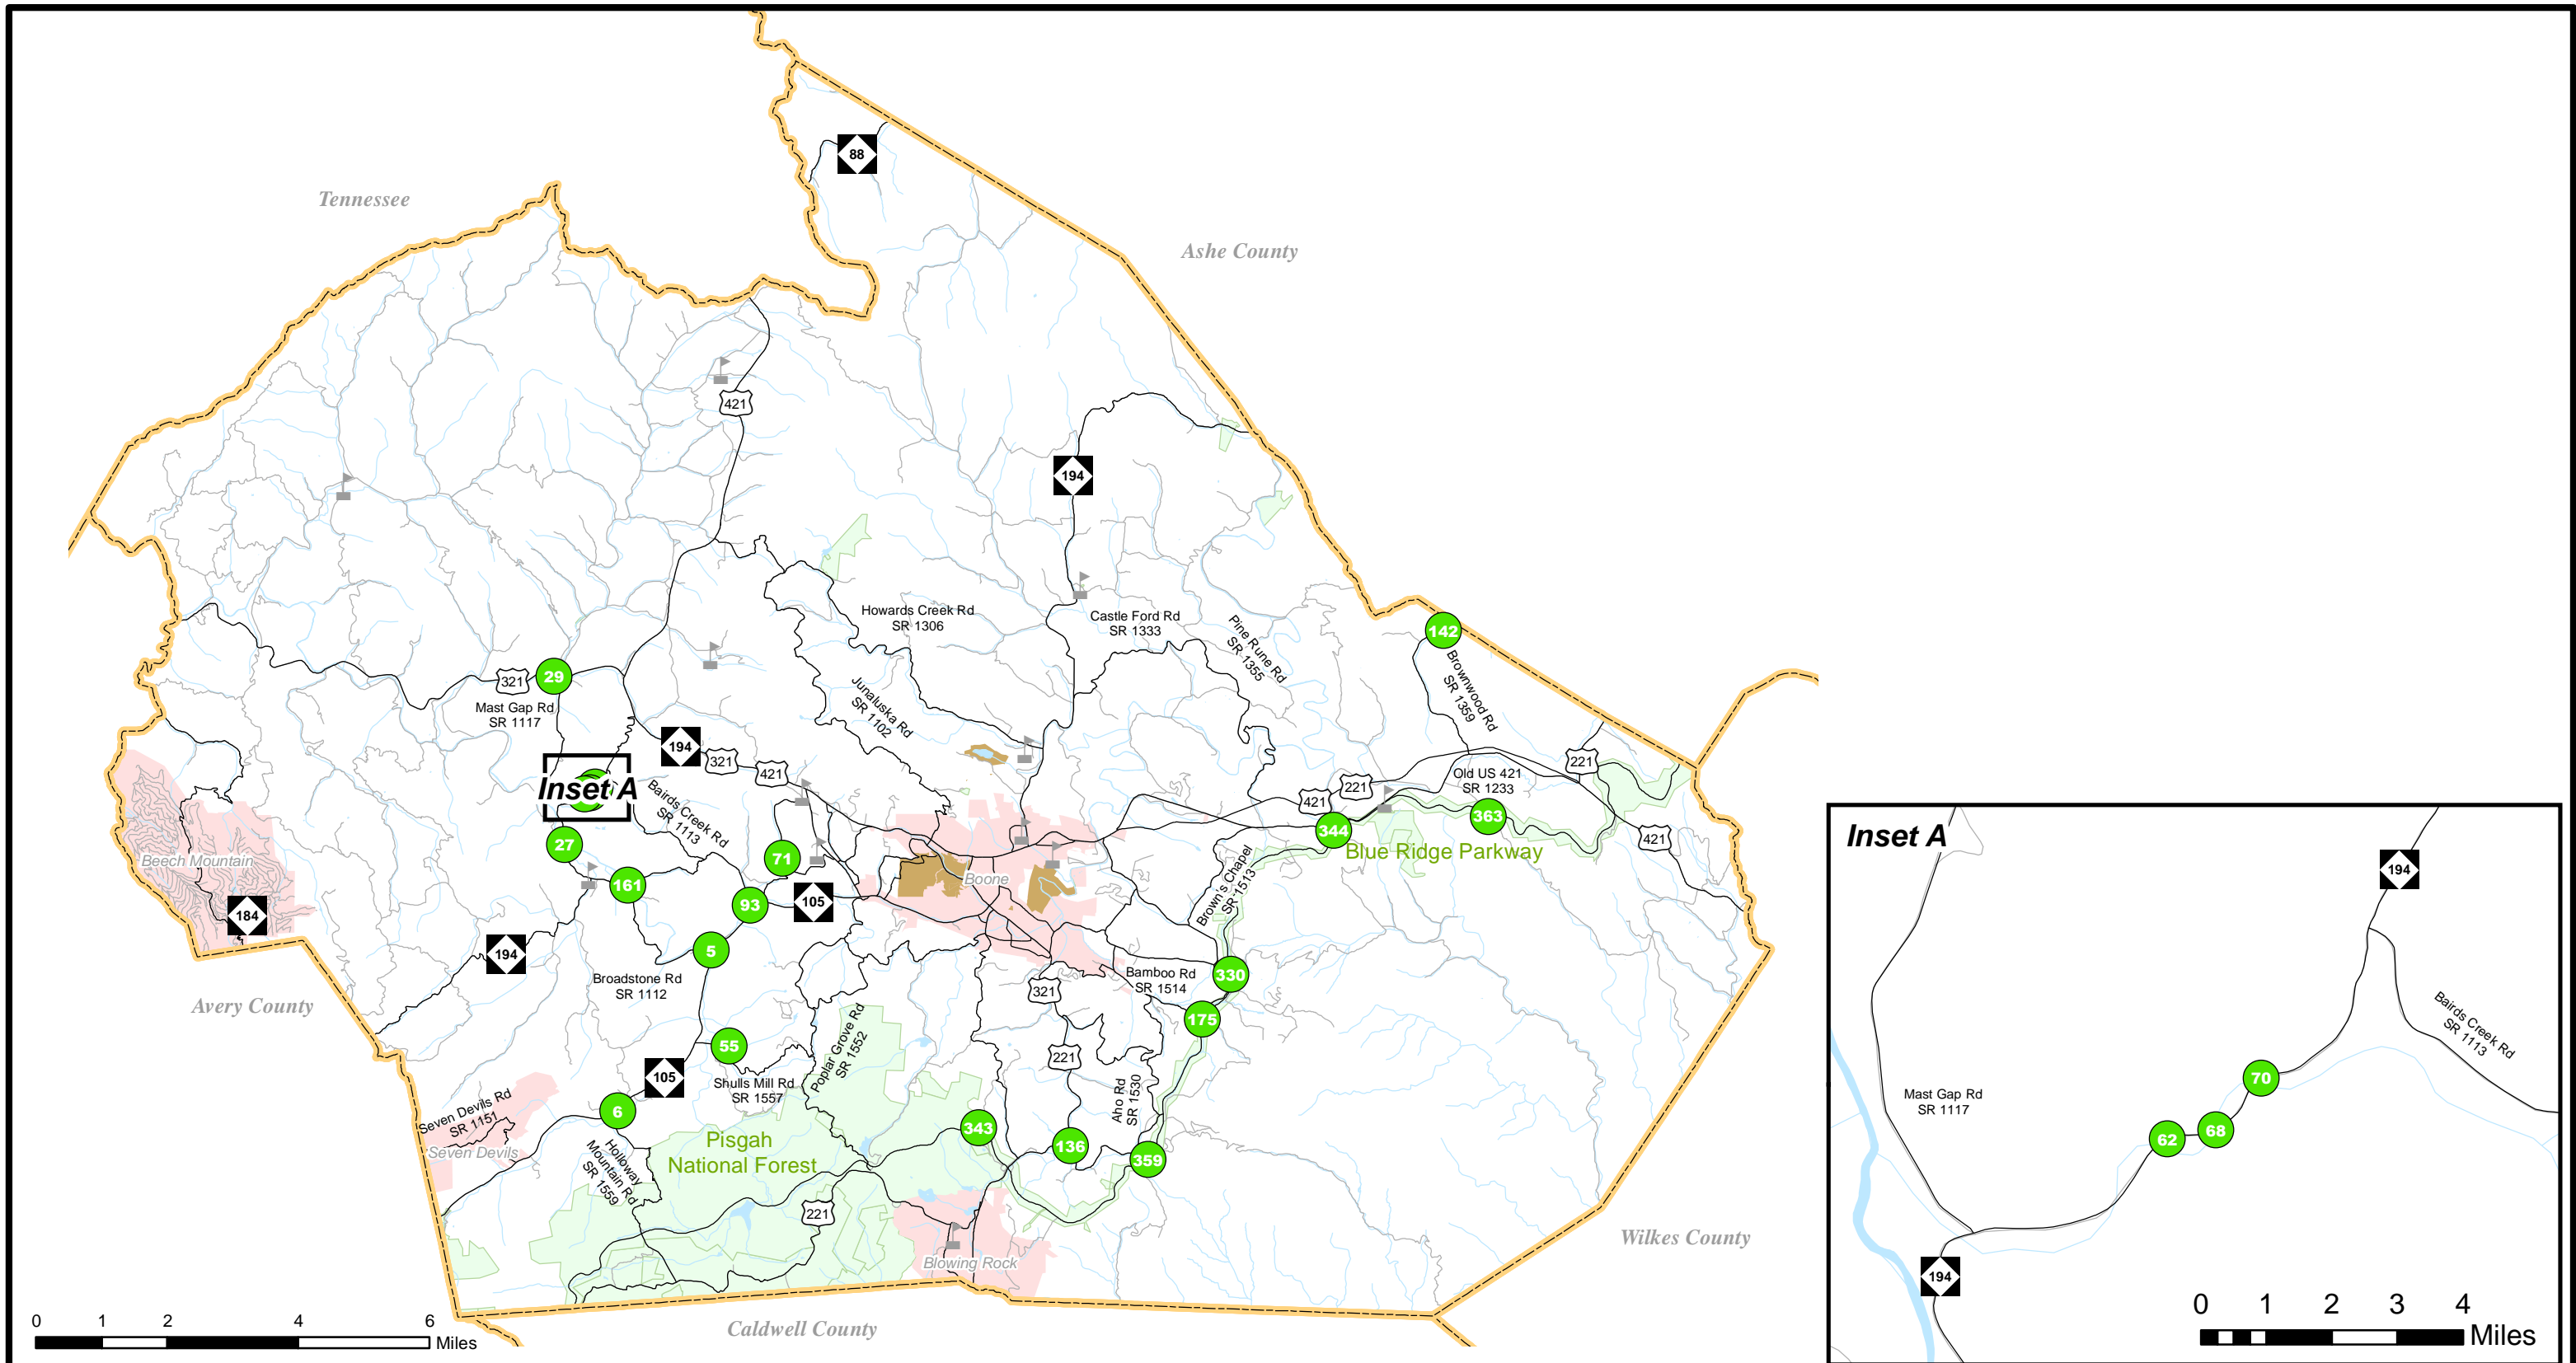 88
Tennessee
Ashe County
421
194
Howards Creek Rd
SR 1306
Castle Ford Rd
SR 1333
Pine Rune Rd
SR 1355
142
Brownwood Rd
SR 1359
321
29
Mast Gap Rd
SR 1117
Junaluska Rd
SR 1102
194
321
421
221
Inset A
Bairds Creek Rd
SR 1113
Old US 421
SR 1233
421
221
363
344
421
Blue Ridge Parkway
27
71
Beech Mountain
161
Boone
Brown's Chapel
SR 1513
184
93
105
194
5
Broadstone Rd
SR 1112
Bamboo Rd
SR 1514
330
321
175
Avery County
55
221
Poplar Grove Rd
SR 1552
105
Shulls Mill Rd
SR 1557
Aho Rd
SR 1530
6
Seven Devils Rd
SR 1151
Seven Devils
Holloway
Mountain Rd
SR 1559
Pisgah
National Forest
343
136
359
221
Blowing Rock
Wilkes County
Caldwell County
0 1 2 4 6
Miles
Inset A
194
Bairds Creek Rd
SR 1113
Mast Gap Rd
SR 1117
70
68
62
194
0 1 2 3 4
Miles